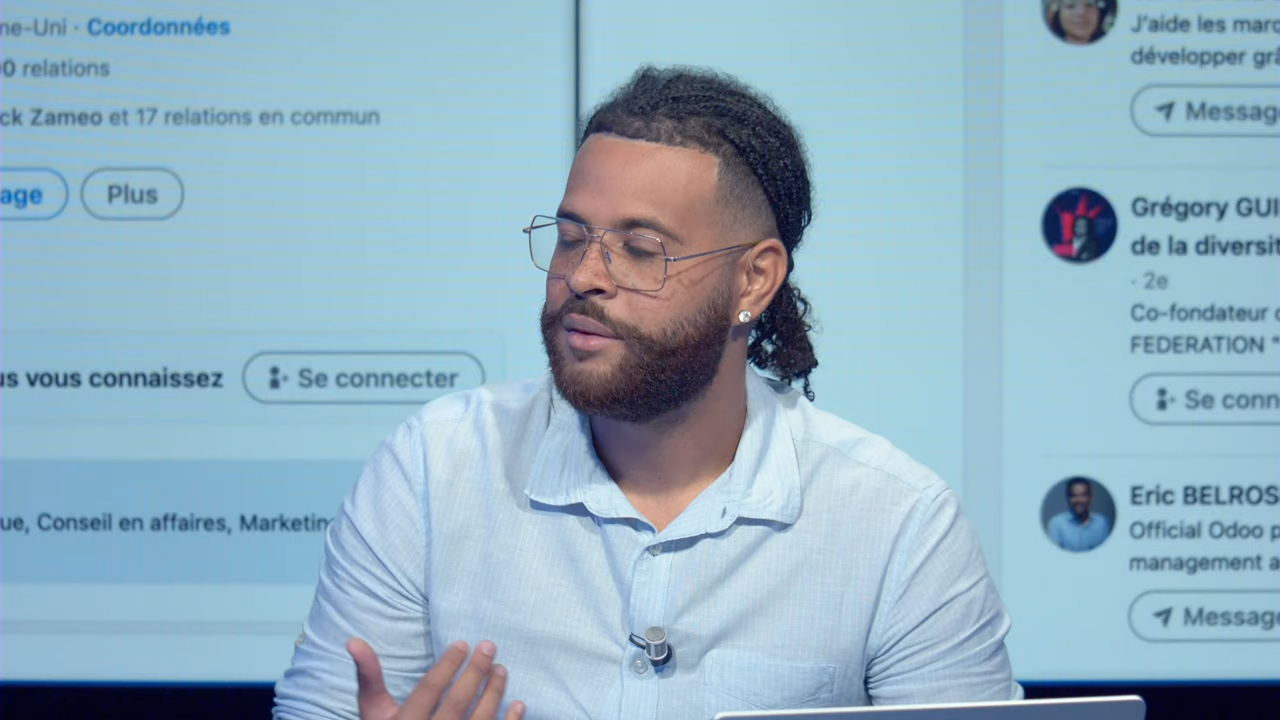 ne-Uni · Coordonnées
0 relations
ck Zameo et 17 relations en commun
age
Plus
us vous connaissez
Se connecter
ue, Conseil en affaires, Marketin
J'aide les marq
développer grâ
Message
Grégory GUI
de la diversit
· 2e
Co-fondateur
FEDERATION "
Se conn
Eric BELROS
Official Odoo p
management a
Message